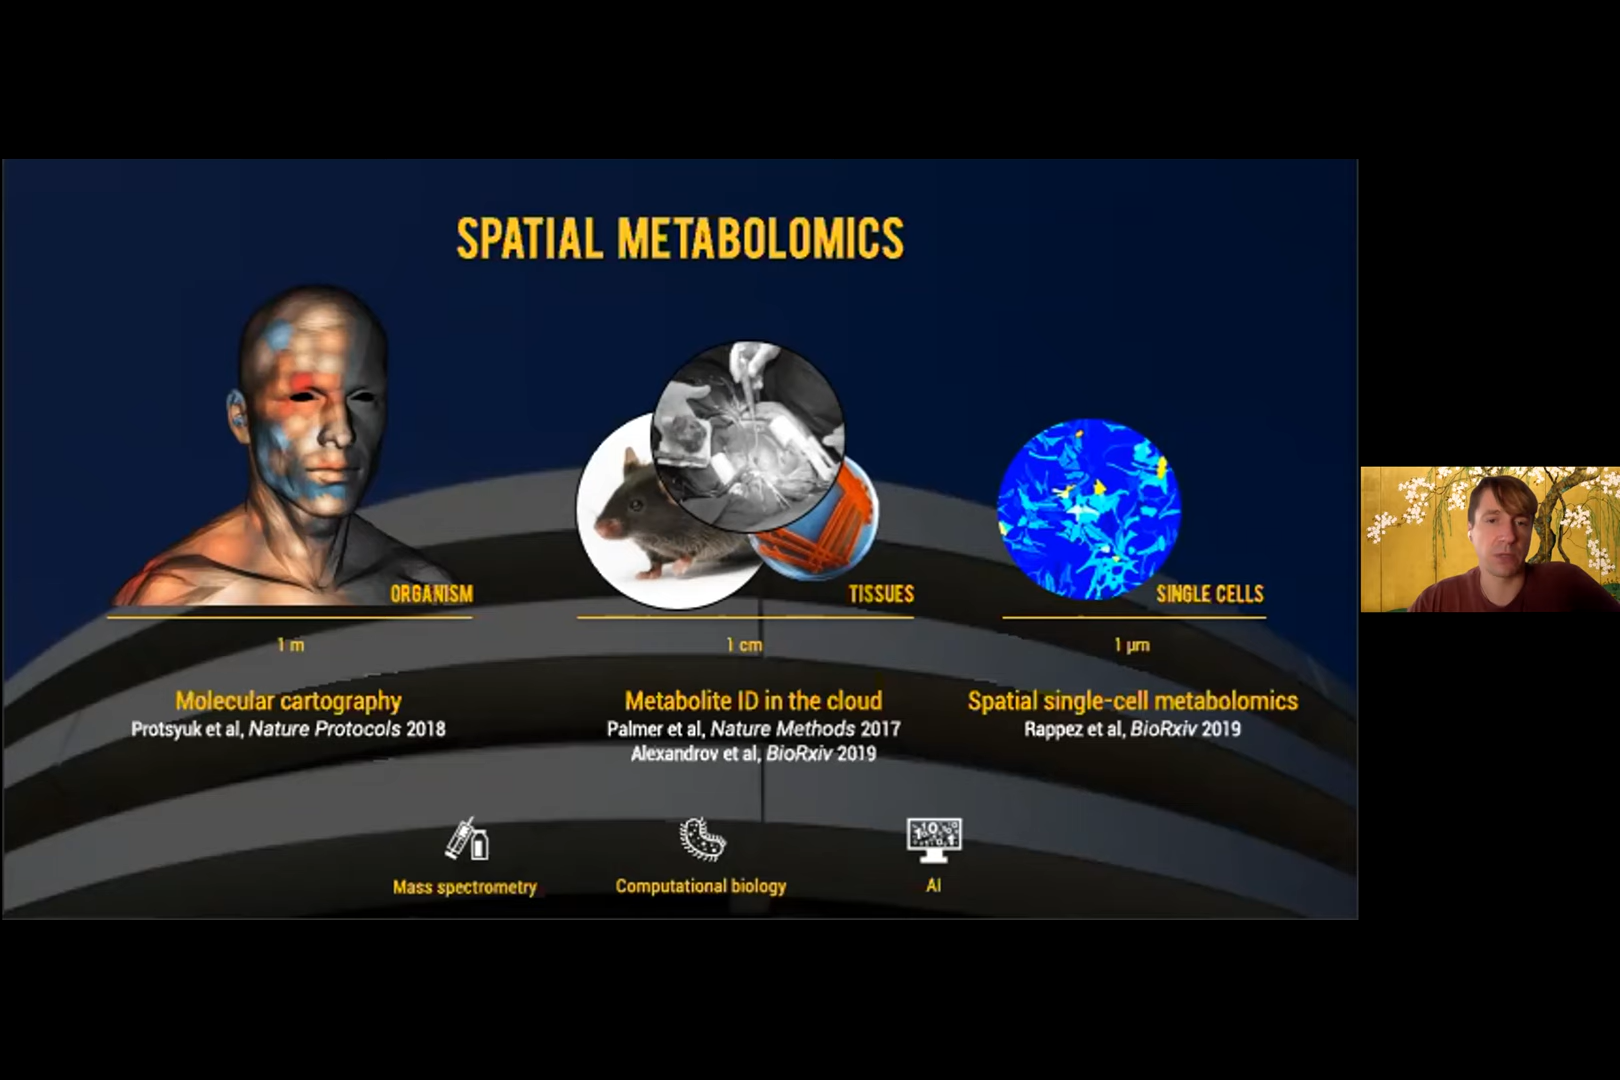 SPATIAL METABOLOMICS
ORGANISM
TISSUES
SINGLE CELLS
1 m
1 cm
1 µm
Molecular cartography
Protsyuk et al, Nature Protocols 2018
Metabolite ID in the cloud
Palmer et al, Nature Methods 2017
Alexandrov et al, BioRxiv 2019
Spatial single-cell metabolomics
Rappez et al, BioRxiv 2019
Mass spectrometry
Computational biology
AI